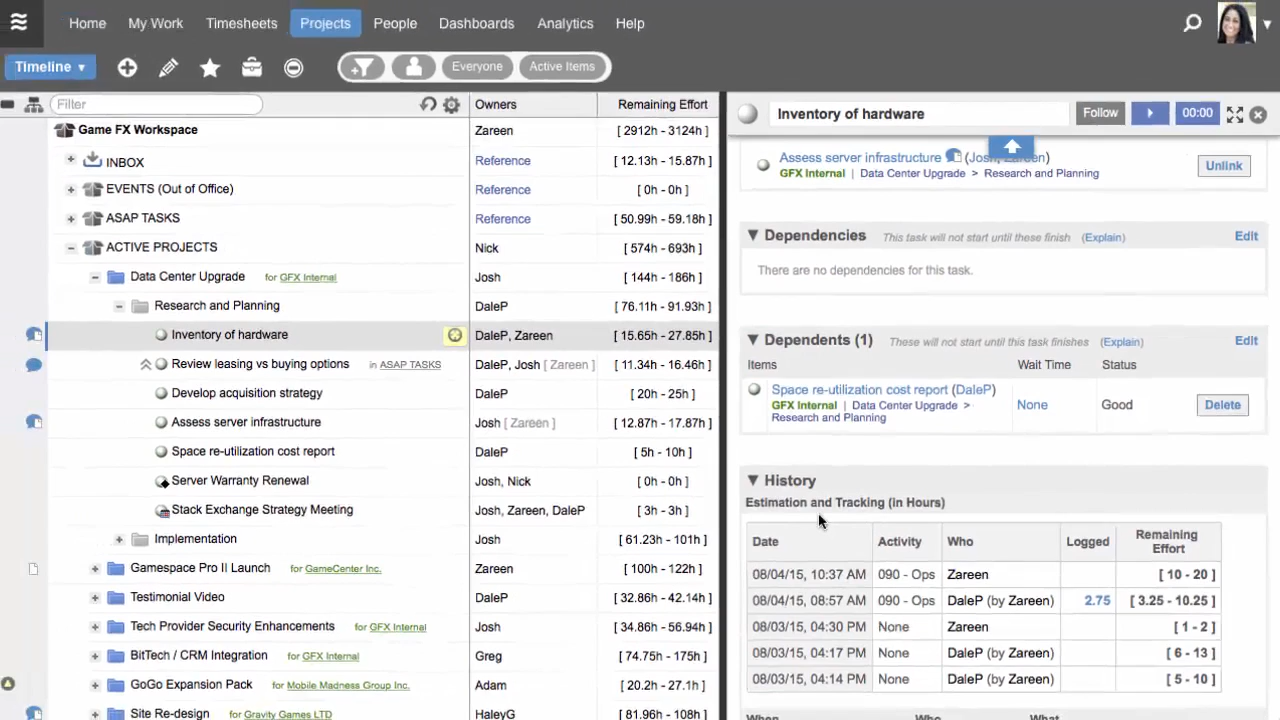 Home My Work Timesheets Projects People Dashboards Analytics Help
Timeline Everyone Active Items
Filter Owners Remaining Effort
Game FX Workspace Zareen [ 2912h - 3124h ]
INBOX Reference [ 12.13h - 15.87h ]
EVENTS (Out of Office) Reference [ 0h - 0h ]
ASAP TASKS Reference [ 50.99h - 59.18h ]
ACTIVE PROJECTS Nick [ 574h - 693h ]
Data Center Upgrade for GFX Internal Josh [ 144h - 186h ]
Research and Planning DaleP [ 76.11h - 91.93h ]
Inventory of hardware DaleP, Zareen [ 15.65h - 27.85h ]
Review leasing vs buying options in ASAP TASKS DaleP, Josh [ Zareen ] [ 11.34h - 16.46h ]
Develop acquisition strategy DaleP [ 20h - 25h ]
Assess server infrastructure Josh [ Zareen ] [ 12.87h - 17.87h ]
Space re-utilization cost report DaleP [ 5h - 10h ]
Server Warranty Renewal Josh, Nick [ 0h - 0h ]
Stack Exchange Strategy Meeting Josh, Zareen, DaleP [ 3h - 3h ]
Implementation Josh [ 61.23h - 101h ]
Gamespace Pro II Launch for GameCenter Inc. Zareen [ 100h - 122h ]
Testimonial Video DaleP [ 32.86h - 42.14h ]
Tech Provider Security Enhancements for GFX Internal Josh [ 34.86h - 56.94h ]
BitTech / CRM Integration for GFX Internal Greg [ 74.75h - 175h ]
GoGo Expansion Pack for Mobile Madness Group Inc. Adam [ 20.2h - 27.1h ]
Site Re-design for Gravity Games LTD HaleyG [ 81.96h - 108h ]
Inventory of hardware Follow 00:00
Assess server infrastructure (Josh, Zareen)
GFX Internal | Data Center Upgrade > Research and Planning Unlink
Dependencies This task will not start until these finish (Explain) Edit
There are no dependencies for this task.
Dependents (1) These will not start until this task finishes (Explain) Edit
Items Wait Time Status
Space re-utilization cost report (DaleP)
GFX Internal | Data Center Upgrade > None Good Delete
Research and Planning
History
Estimation and Tracking (in Hours)
Date Activity Who Logged Remaining Effort
08/04/15, 10:37 AM 090 - Ops Zareen [ 10 - 20 ]
08/04/15, 08:57 AM 090 - Ops DaleP (by Zareen) 2.75 [ 3.25 - 10.25 ]
08/03/15, 04:30 PM None Zareen [ 1 - 2 ]
08/03/15, 04:17 PM None DaleP (by Zareen) [ 6 - 13 ]
08/03/15, 04:14 PM None DaleP (by Zareen) [ 5 - 10 ]
When Who What